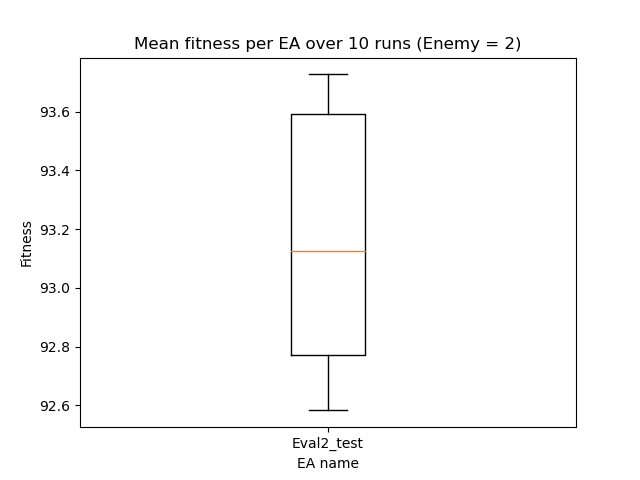 Mean fitness per EA over 10 runs (Enemy = 2)
93.6
93.4
93.2
93.0
92.8
92.6
Fitness
Eval2_test
EA name